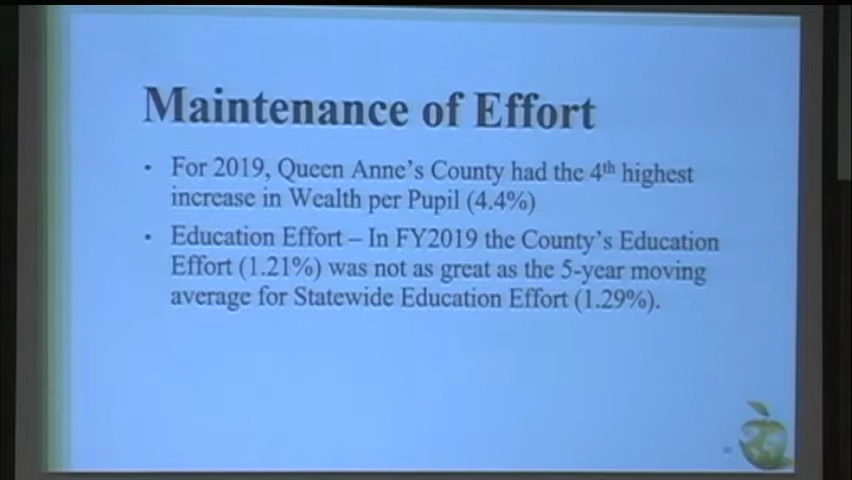 Maintenance of Effort
• For 2019, Queen Anne's County had the 4th highest
increase in Wealth per Pupil (4.4%)
• Education Effort – In FY2019 the County's Education
Effort (1.21%) was not as great as the 5-year moving
average for Statewide Education Effort (1.29%).